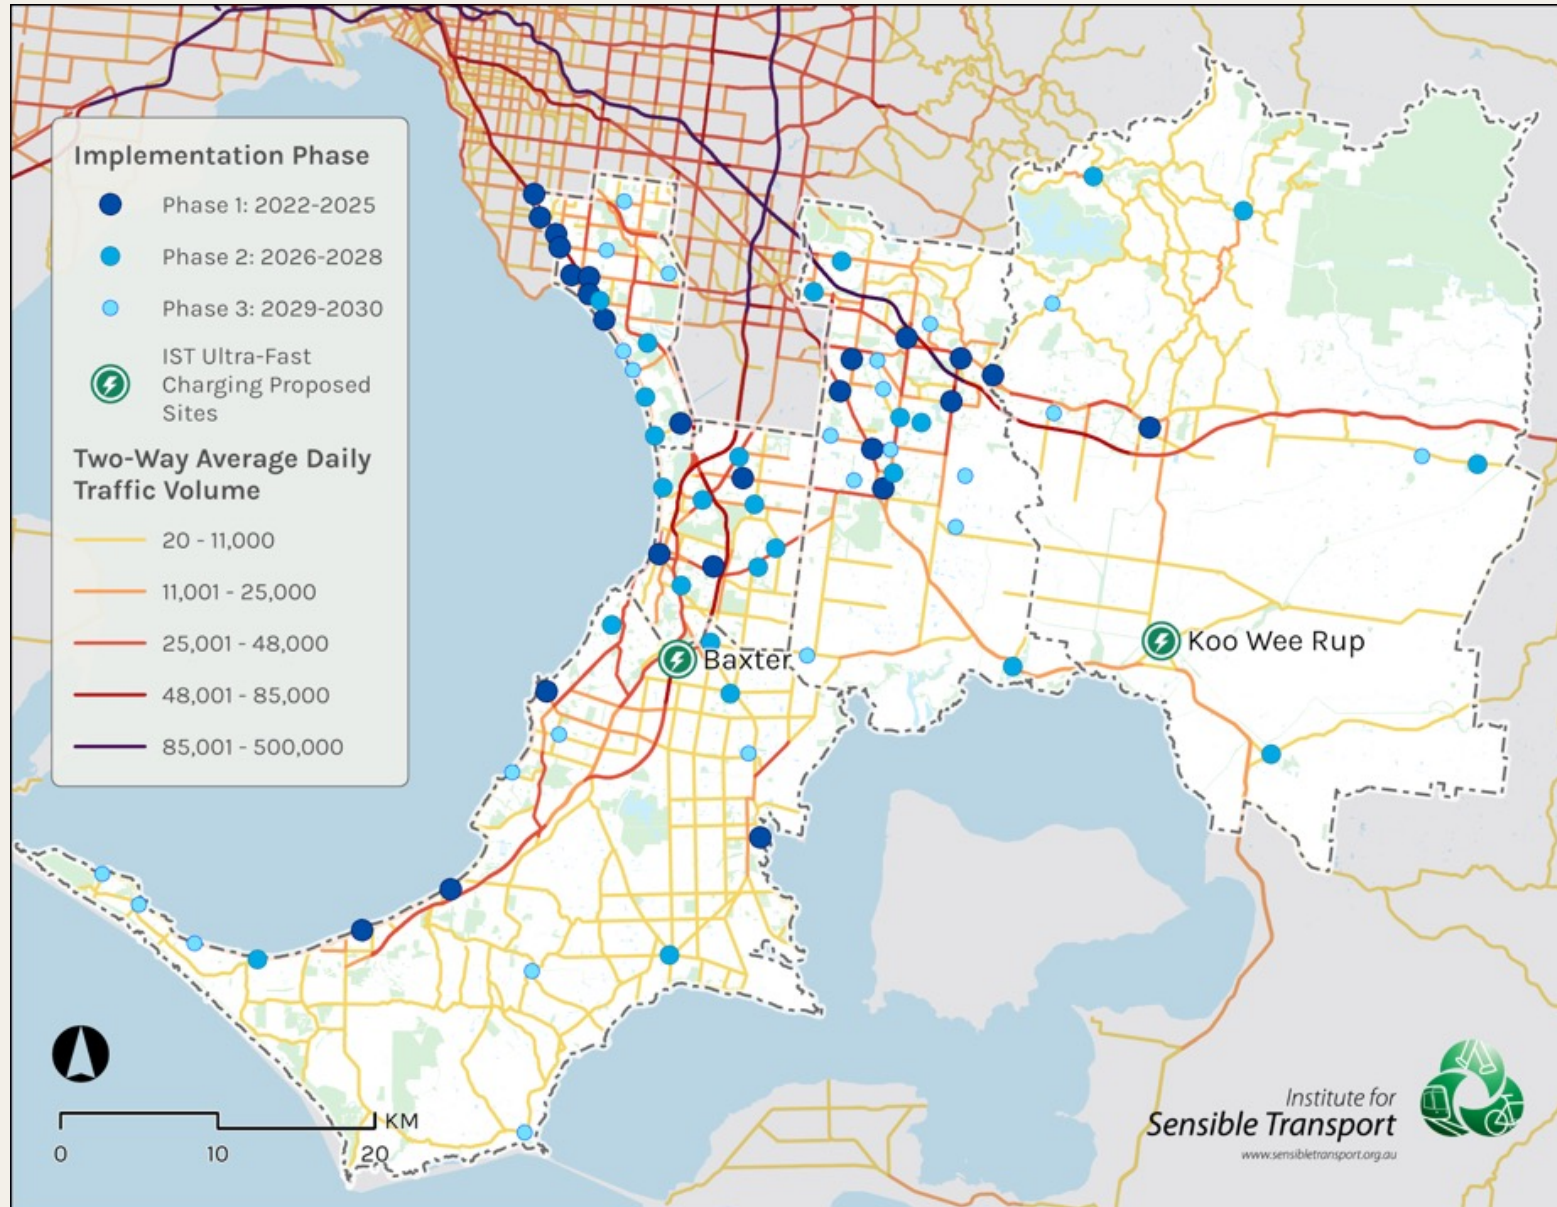 Implementation Phase
Phase 1: 2022-2025
Phase 2: 2026-2028
Phase 3: 2029-2030
IST Ultra-Fast
Charging Proposed
Sites
Two-Way Average Daily
Traffic Volume
20 - 11,000
11,001 - 25,000
25,001 - 48,000
48,001 - 85,000
85,001 - 500,000
Baxter
Koo Wee Rup
KM
0 10 20
Institute for
Sensible Transport
www.sensibletransport.org.au